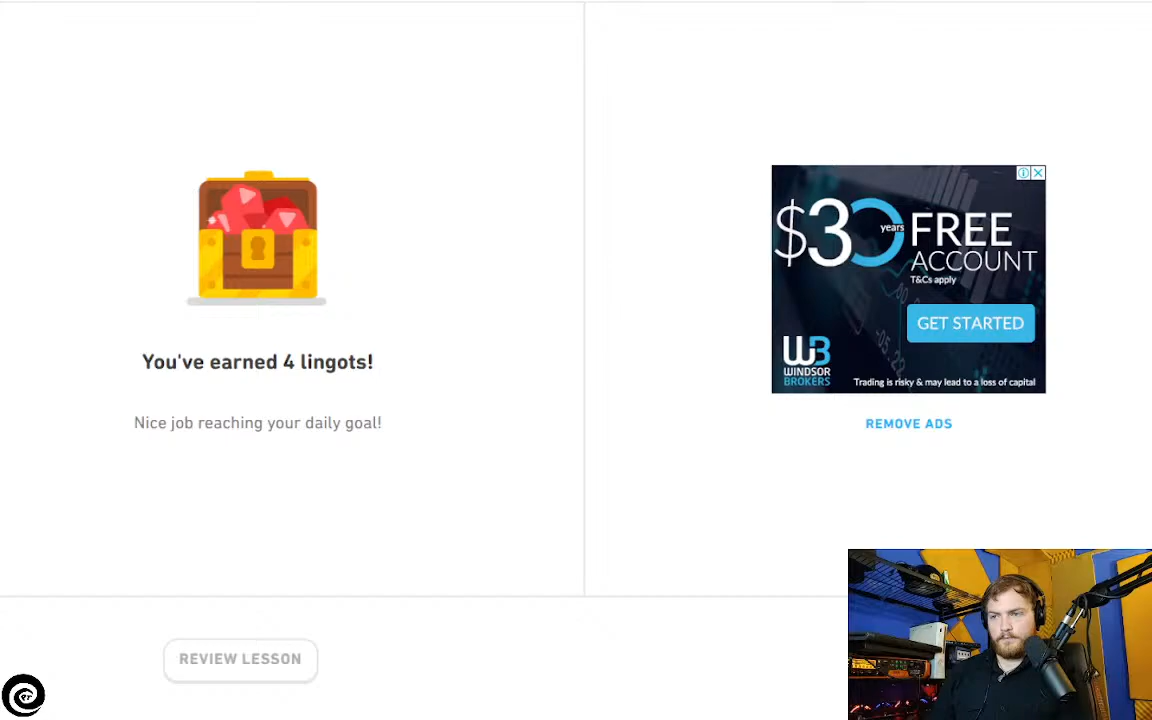 You've earned 4 lingots!
Nice job reaching your daily goal!
REVIEW LESSON
$30 years FREE
ACCOUNT
T&Cs apply
GET STARTED
WB
WINDSOR
BROKERS
Trading is risky & may lead to a loss of capital
REMOVE ADS